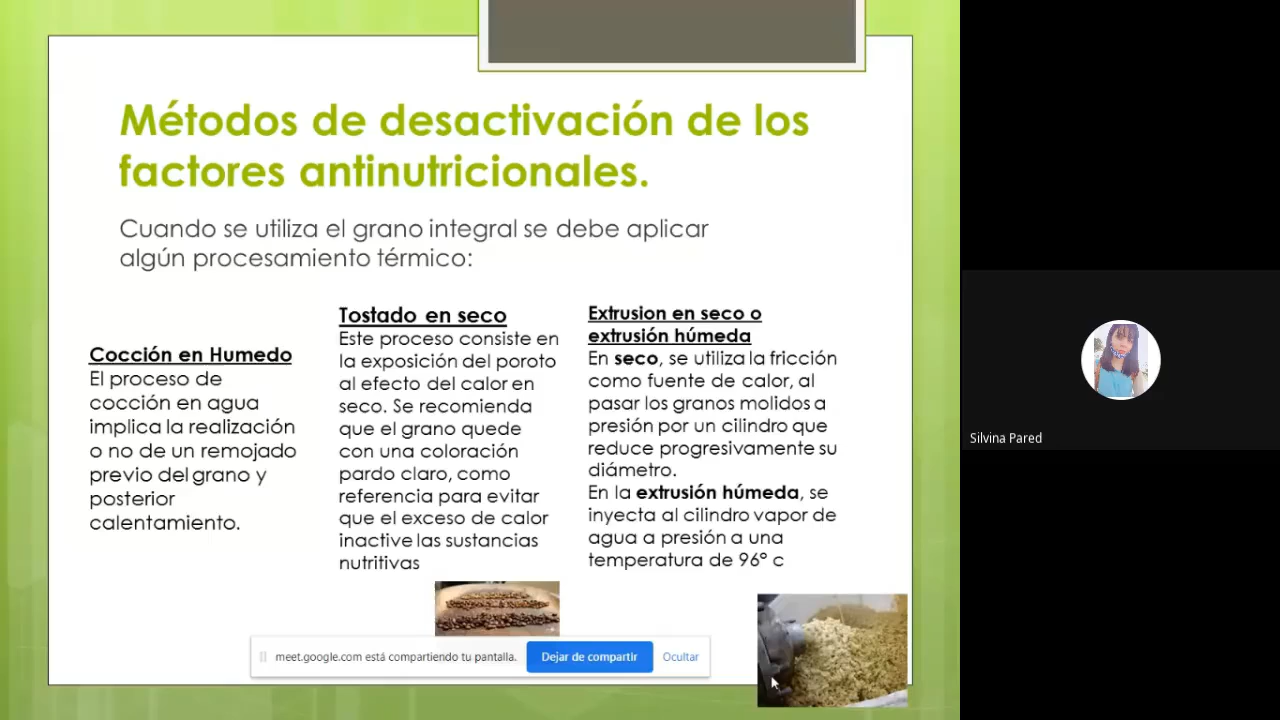 Métodos de desactivación de los
factores antinutricionales.
Cuando se utiliza el grano integral se debe aplicar
algún procesamiento térmico:
Cocción en Humedo
El proceso de
cocción en agua
implica la realización
o no de un remojado
previo del grano y
posterior
calentamiento.
Tostado en seco
Este proceso consiste en
la exposición del poroto
al efecto del calor en
seco. Se recomienda
que el grano quede
con una coloración
pardo claro, como
referencia para evitar
que el exceso de calor
inactive las sustancias
nutritivas
Extrusion en seco o
extrusión húmeda
En seco, se utiliza la fricción
como fuente de calor, al
pasar los granos molidos a
presión por un cilindro que
reduce progresivamente su
diámetro.
En la extrusión húmeda, se
inyecta al cilindro vapor de
agua a presión a una
temperatura de 96° c
meet.google.com está compartiendo tu pantalla.
Dejar de compartir
Ocultar
Silvina Pared